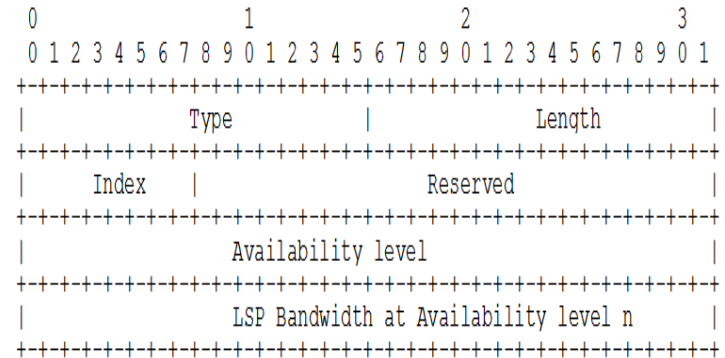 0                   1                   2                   3
0 1 2 3 4 5 6 7 8 9 0 1 2 3 4 5 6 7 8 9 0 1 2 3 4 5 6 7 8 9 0 1
+-+-+-+-+-+-+-+-+-+-+-+-+-+-+-+-+-+-+-+-+-+-+-+-+-+-+-+-+-+-+-+-+
|              Type             |              Length           |
+-+-+-+-+-+-+-+-+-+-+-+-+-+-+-+-+-+-+-+-+-+-+-+-+-+-+-+-+-+-+-+-+
|     Index     |                    Reserved                   |
+-+-+-+-+-+-+-+-+-+-+-+-+-+-+-+-+-+-+-+-+-+-+-+-+-+-+-+-+-+-+-+-+
|                  Availability level                           |
+-+-+-+-+-+-+-+-+-+-+-+-+-+-+-+-+-+-+-+-+-+-+-+-+-+-+-+-+-+-+-+-+
|                  LSP Bandwidth at Availability level n        |
+-+-+-+-+-+-+-+-+-+-+-+-+-+-+-+-+-+-+-+-+-+-+-+-+-+-+-+-+-+-+-+-+